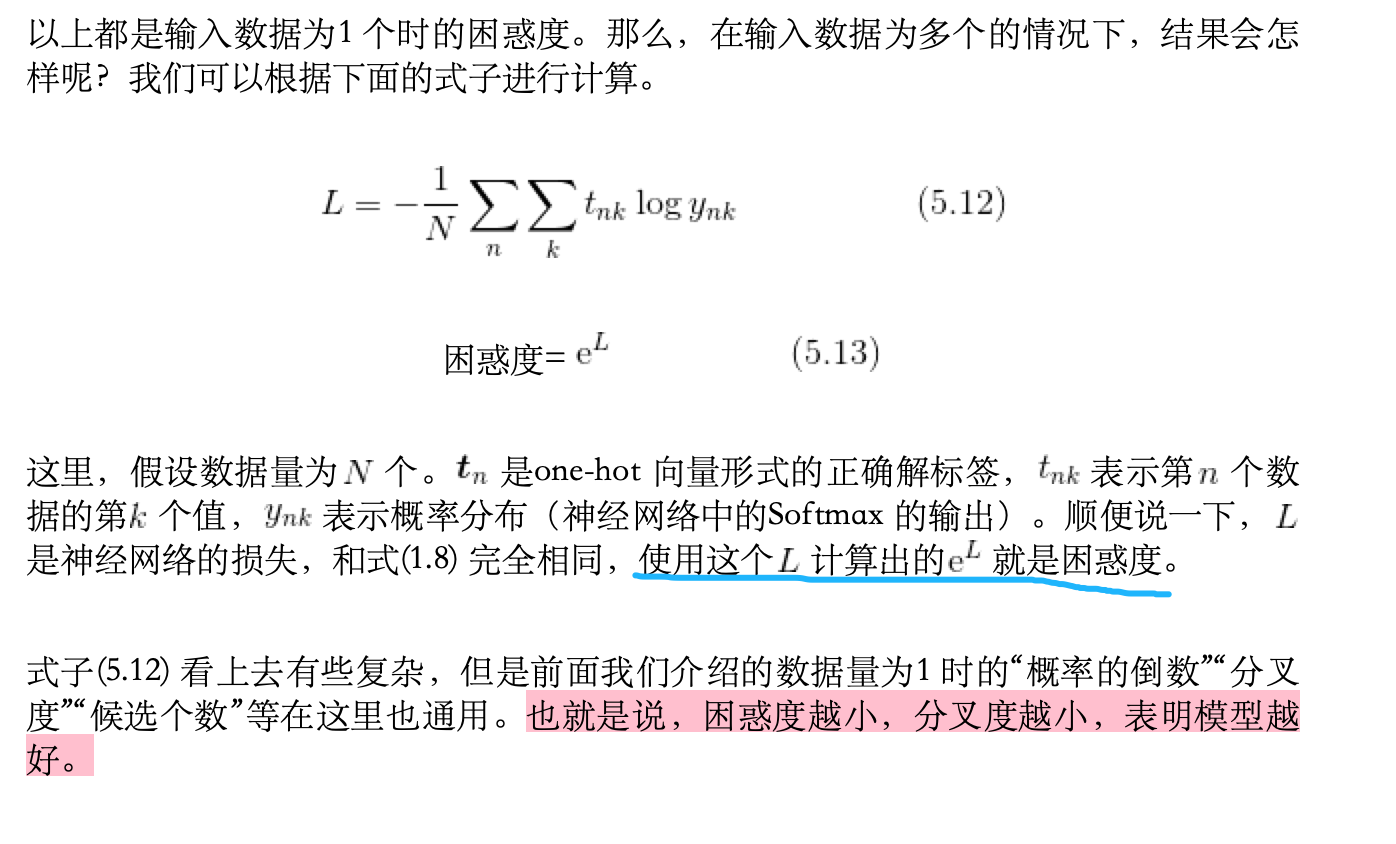 以上都是输入数据为1 个时的困惑度。那么，在输入数据为多个的情况下，结果会怎
样呢？我们可以根据下面的式子进行计算。
L = −\frac{1}{N} \sum_{n} \sum_{k} t_{nk} \log y_{nk} (5.12)
困惑度= e^L (5.13)
这里，假设数据量为 N 个。t_n 是one-hot 向量形式的正确解标签，t_{nk} 表示第 n 个数
据的第k 个值，y_{nk} 表示概率分布（神经网络中的Softmax 的输出）。顺便说一下，L
是神经网络的损失，和式(1.8) 完全相同，使用这个 L 计算出的e^L 就是困惑度。
式子(5.12) 看上去有些复杂，但是前面我们介绍的数据量为1 时的“概率的倒数”“分叉
度”“候选个数”等在这里也通用。也就是说，困惑度越小，分叉度越小，表明模型越
好。